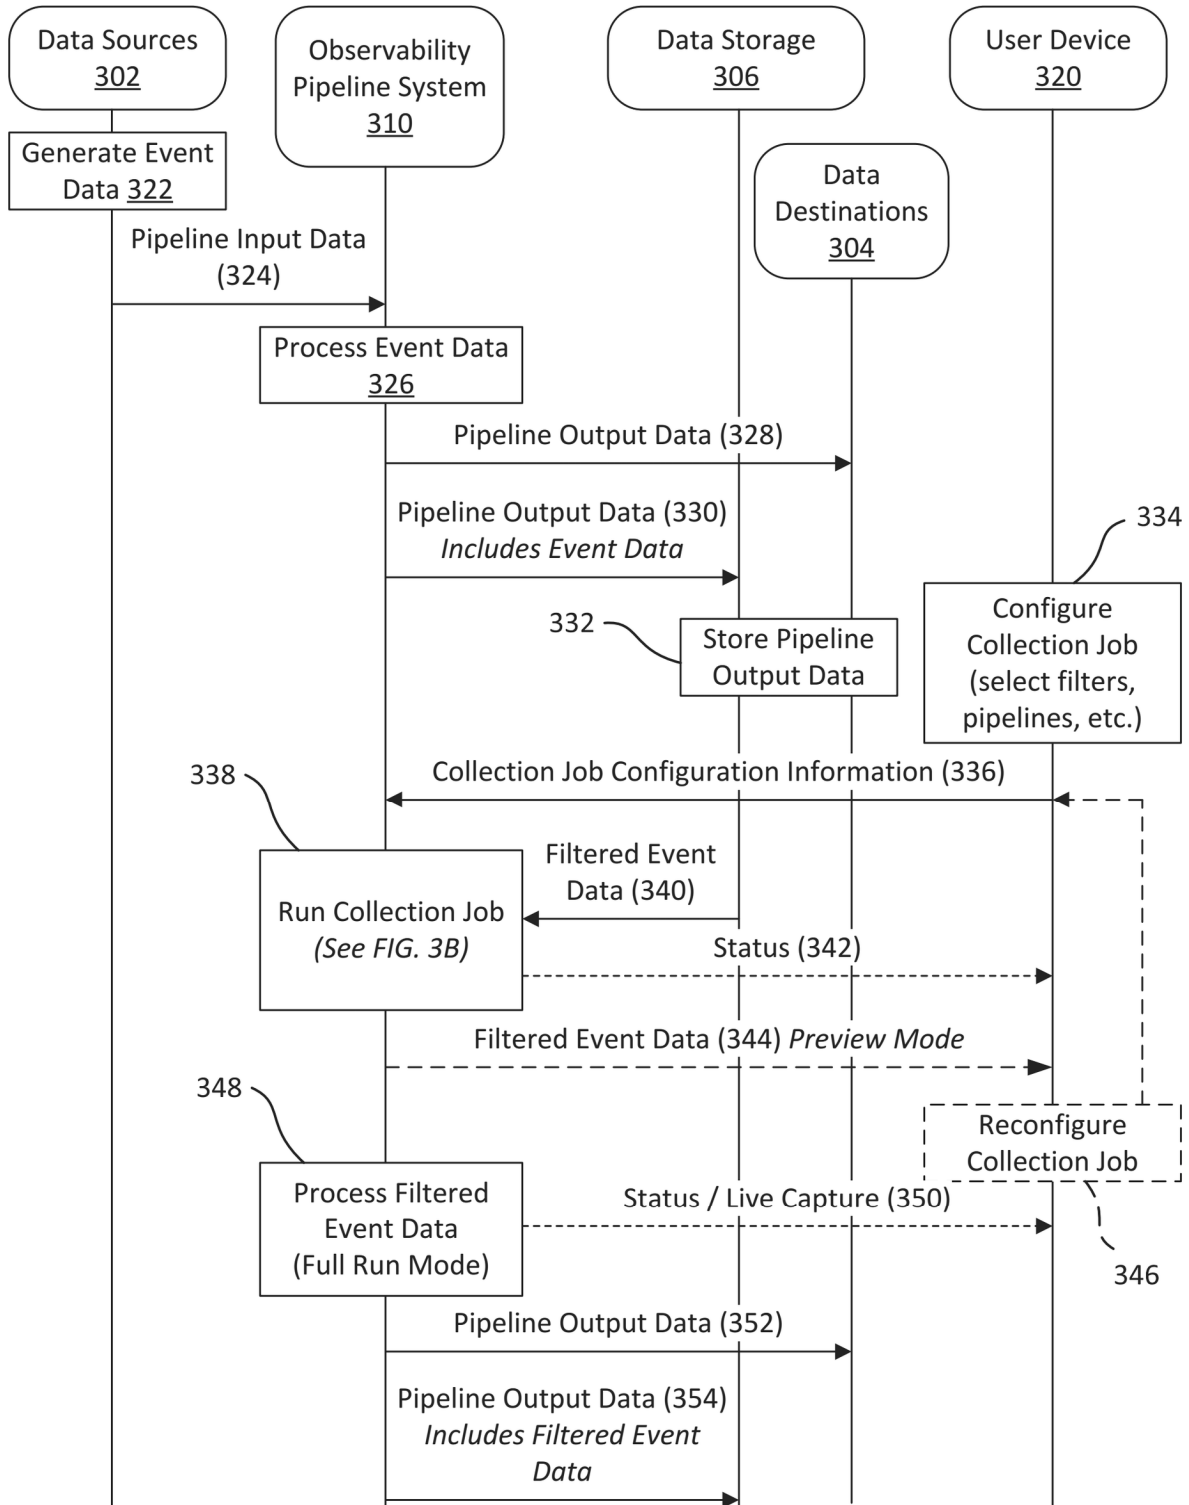 Data Sources
302
Observability
Pipeline System
310
Data Storage
306
User Device
320
Generate Event
Data 322
Data
Destinations
304
Pipeline Input Data
(324)
Process Event Data
326
Pipeline Output Data (328)
Pipeline Output Data (330)
Includes Event Data
334
332
Store Pipeline
Output Data
Configure
Collection Job
(select filters,
pipelines, etc.)
Collection Job Configuration Information (336)
338
Run Collection Job
(See FIG. 3B)
Filtered Event
Data (340)
Status (342)
Filtered Event Data (344) Preview Mode
348
Reconfigure
Collection Job
346
Process Filtered
Event Data
(Full Run Mode)
Status / Live Capture (350)
Pipeline Output Data (352)
Pipeline Output Data (354)
Includes Filtered Event
Data